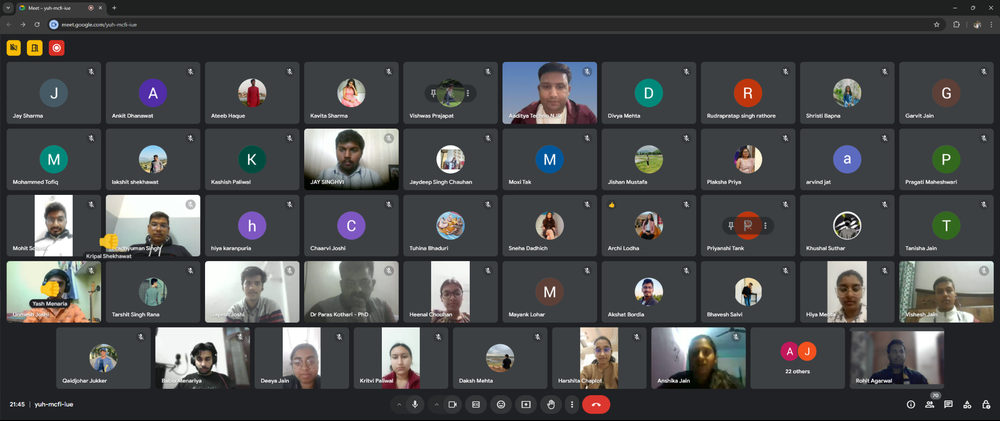 Meet – yuh-mcfi-iue
meet.google.com/yuh-mcfi-iue
J
Jay Sharma
A
Ankit Dhanawat
Ateeb Haque
Kavita Sharma
Vishwas Prajapat
Aaditya Techno NJR
D
Divya Mehta
R
Rudrapratap singh rathore
Shristi Bapna
G
Garvit Jain
M
Mohammed Tofiq
lakshit shekhawat
K
Kashish Paliwal
JAY SINGHVI
Jaydeep Singh Chauhan
M
Moxi Tak
Jishan Mustafa
Plaksha Priya
a
arvind jat
P
Pragati Maheshwari
Mohit Solanki
Pradhyuman Singh
Kripal Shekhawat
h
hiya karanpuria
C
Chaarvi Joshi
Tuhina Bhaduri
Sneha Dadhich
Archi Lodha
Priyanshi Tank
Khushal Suthar
T
Tanisha Jain
Yash Menaria
Unmesh Joshi
Tarshit Singh Rana
Jayesh Joshi
Dr Paras Kothari - PhD
Heenal Chouhan
M
Mayank Lohar
Akshat Bordia
Bhavesh Salvi
Hiya Mehta
Vishesh Jain
Qaidjohar Jukker
Bablu Menariya
Deeya Jain
Kritvi Paliwal
Daksh Mehta
Harshita Chaplot
Anshika Jain
A J
22 others
Rohit Agarwal
21:45 | yuh-mcfi-iue
70